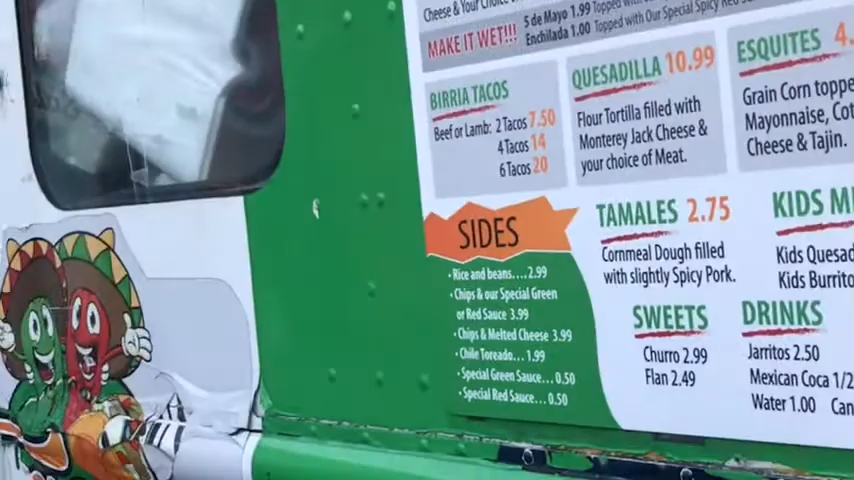 Cheese & Your Choice
5 de Mayo 1.99 Topped
MAKE IT WET!!!
Enchilada 1.00 Topped with Our Special Spicy Red
BIRRIA TACOS
Beef or Lamb: 2 Tacos 7.50
4 Tacos 14
6 Tacos 20
QUESADILLA 10.99
Flour Tortilla filled with
Monterey Jack Cheese &
your choice of Meat.
ESQUITES 4.
Grain Corn toppe
Mayonnaise, Cot
Cheese & Tajin.
SIDES
• Rice and beans....2.99
• Chips & our Special Green
or Red Sauce 3.99
• Chips & Melted Cheese 3.99
• Chile Toreado....1.99
• Special Green Sauce...0.50
• Special Red Sauce...0.50
TAMALES 2.75
Cornmeal Dough filled
with slightly Spicy Pork.
KIDS M
Kids Quesad
Kids Burrito
SWEETS
Churro 2.99
Flan 2.49
DRINKS
Jarritos 2.50
Mexican Coca 1/2
Water 1.00 Can